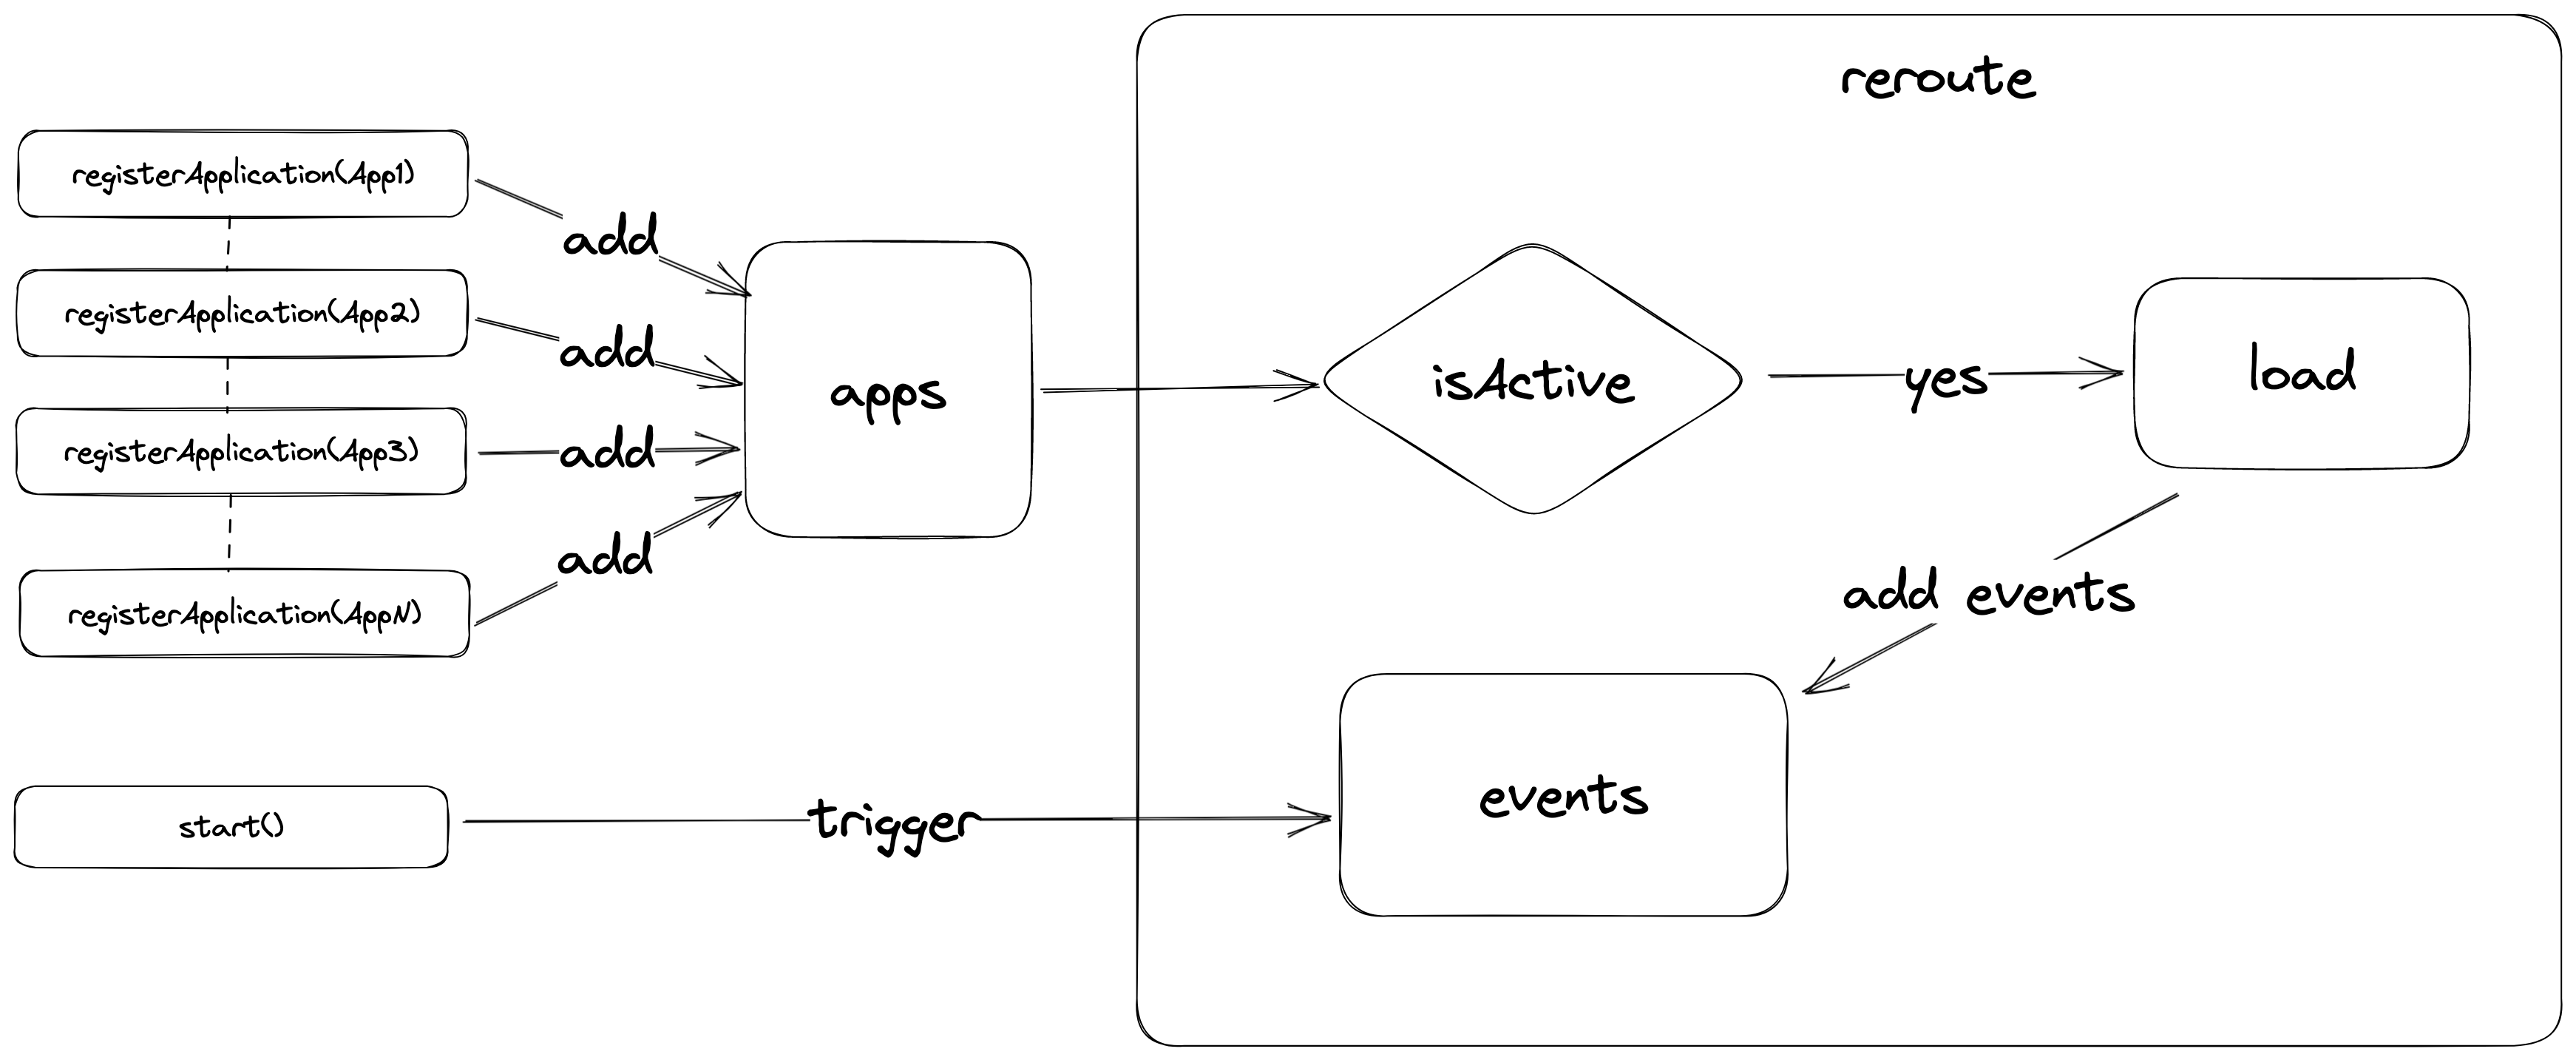 reroute
registerApplication(App1)
add
registerApplication(App2)
add
registerApplication(App3)
add
registerApplication(AppN)
add
apps
isActive
yes
load
add events
events
start()
trigger